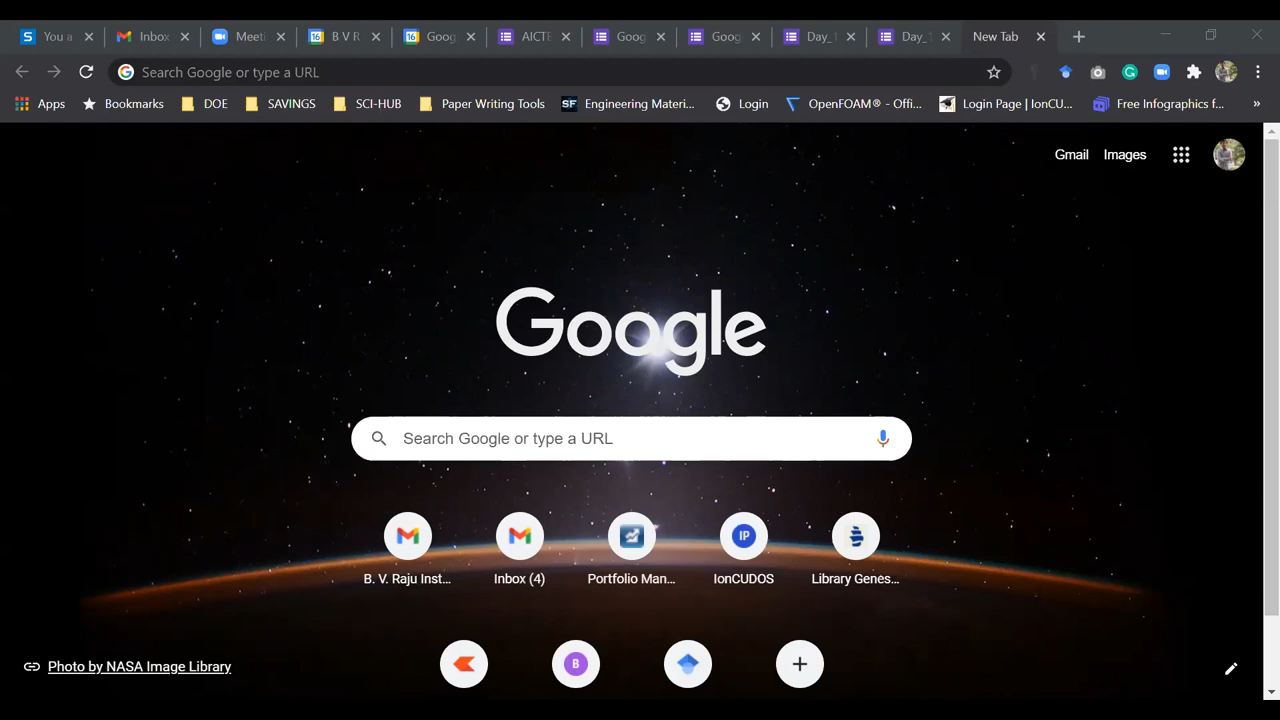 You a Inbox Meeti B V R Goog AICTE Goog Goog Day_1 Day_1 New Tab
Search Google or type a URL
Apps Bookmarks DOE SAVINGS SCI-HUB Paper Writing Tools Engineering Materi... Login OpenFOAM® - Offi... Login Page | IonCU... Free Infographics f... »
Gmail Images
Google
Search Google or type a URL
B. V. Raju Inst... Inbox (4) Portfolio Man... IonCUDOS Library Genes...
Photo by NASA Image Library